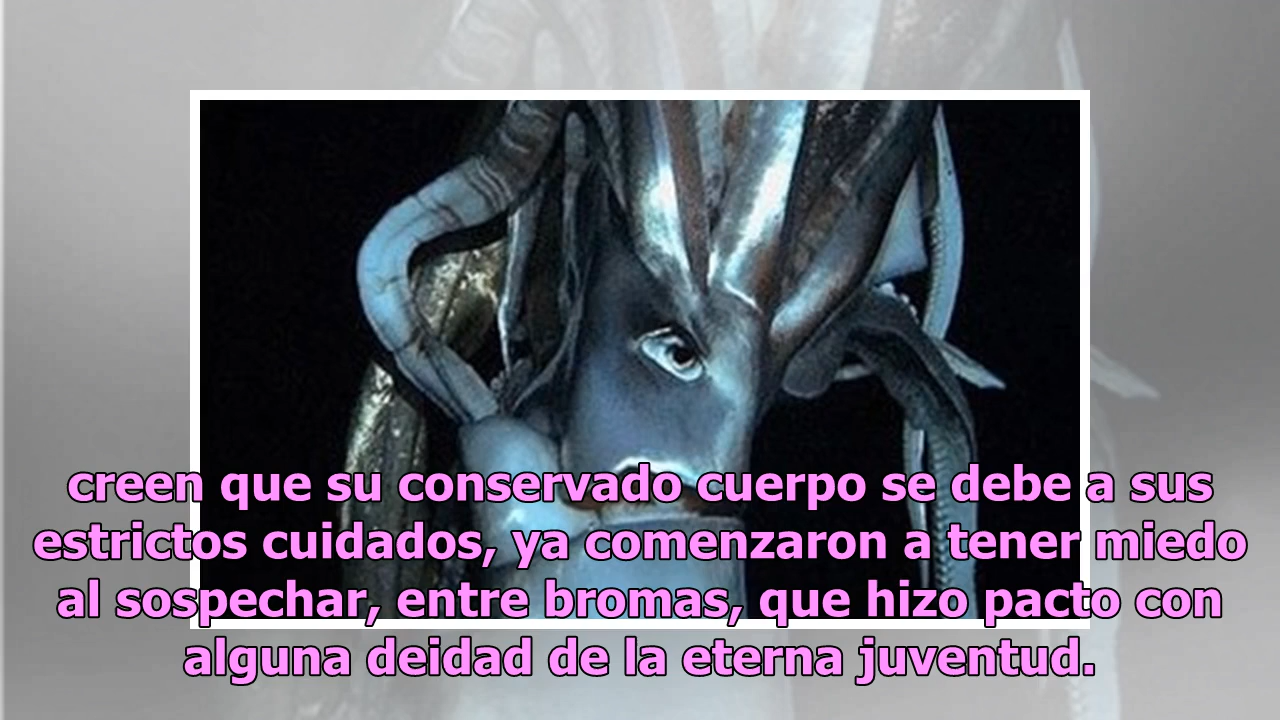 creen que su conservado cuerpo se debe a sus
estrictos cuidados, ya comenzaron a tener miedo
al sospechar, entre bromas, que hizo pacto con
alguna deidad de la eterna juventud.